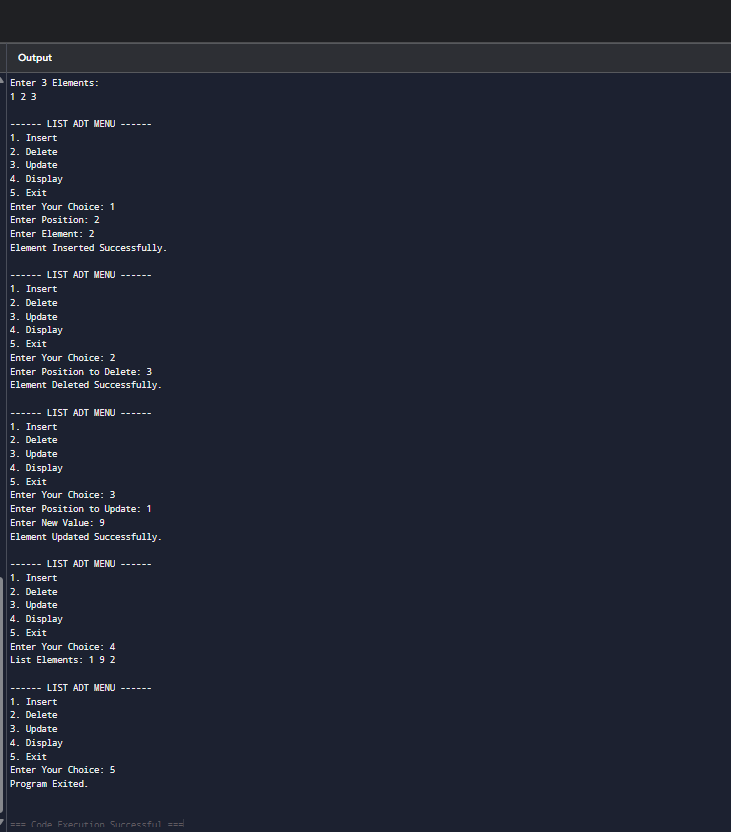 Output
Enter 3 Elements:
1 2 3
------ LIST ADT MENU ------
1. Insert
2. Delete
3. Update
4. Display
5. Exit
Enter Your Choice: 1
Enter Position: 2
Enter Element: 2
Element Inserted Successfully.
------ LIST ADT MENU ------
1. Insert
2. Delete
3. Update
4. Display
5. Exit
Enter Your Choice: 2
Enter Position to Delete: 3
Element Deleted Successfully.
------ LIST ADT MENU ------
1. Insert
2. Delete
3. Update
4. Display
5. Exit
Enter Your Choice: 3
Enter Position to Update: 1
Enter New Value: 9
Element Updated Successfully.
------ LIST ADT MENU ------
1. Insert
2. Delete
3. Update
4. Display
5. Exit
Enter Your Choice: 4
List Elements: 1 9 2
------ LIST ADT MENU ------
1. Insert
2. Delete
3. Update
4. Display
5. Exit
Enter Your Choice: 5
Program Exited.
=== Code Execution Successful ===